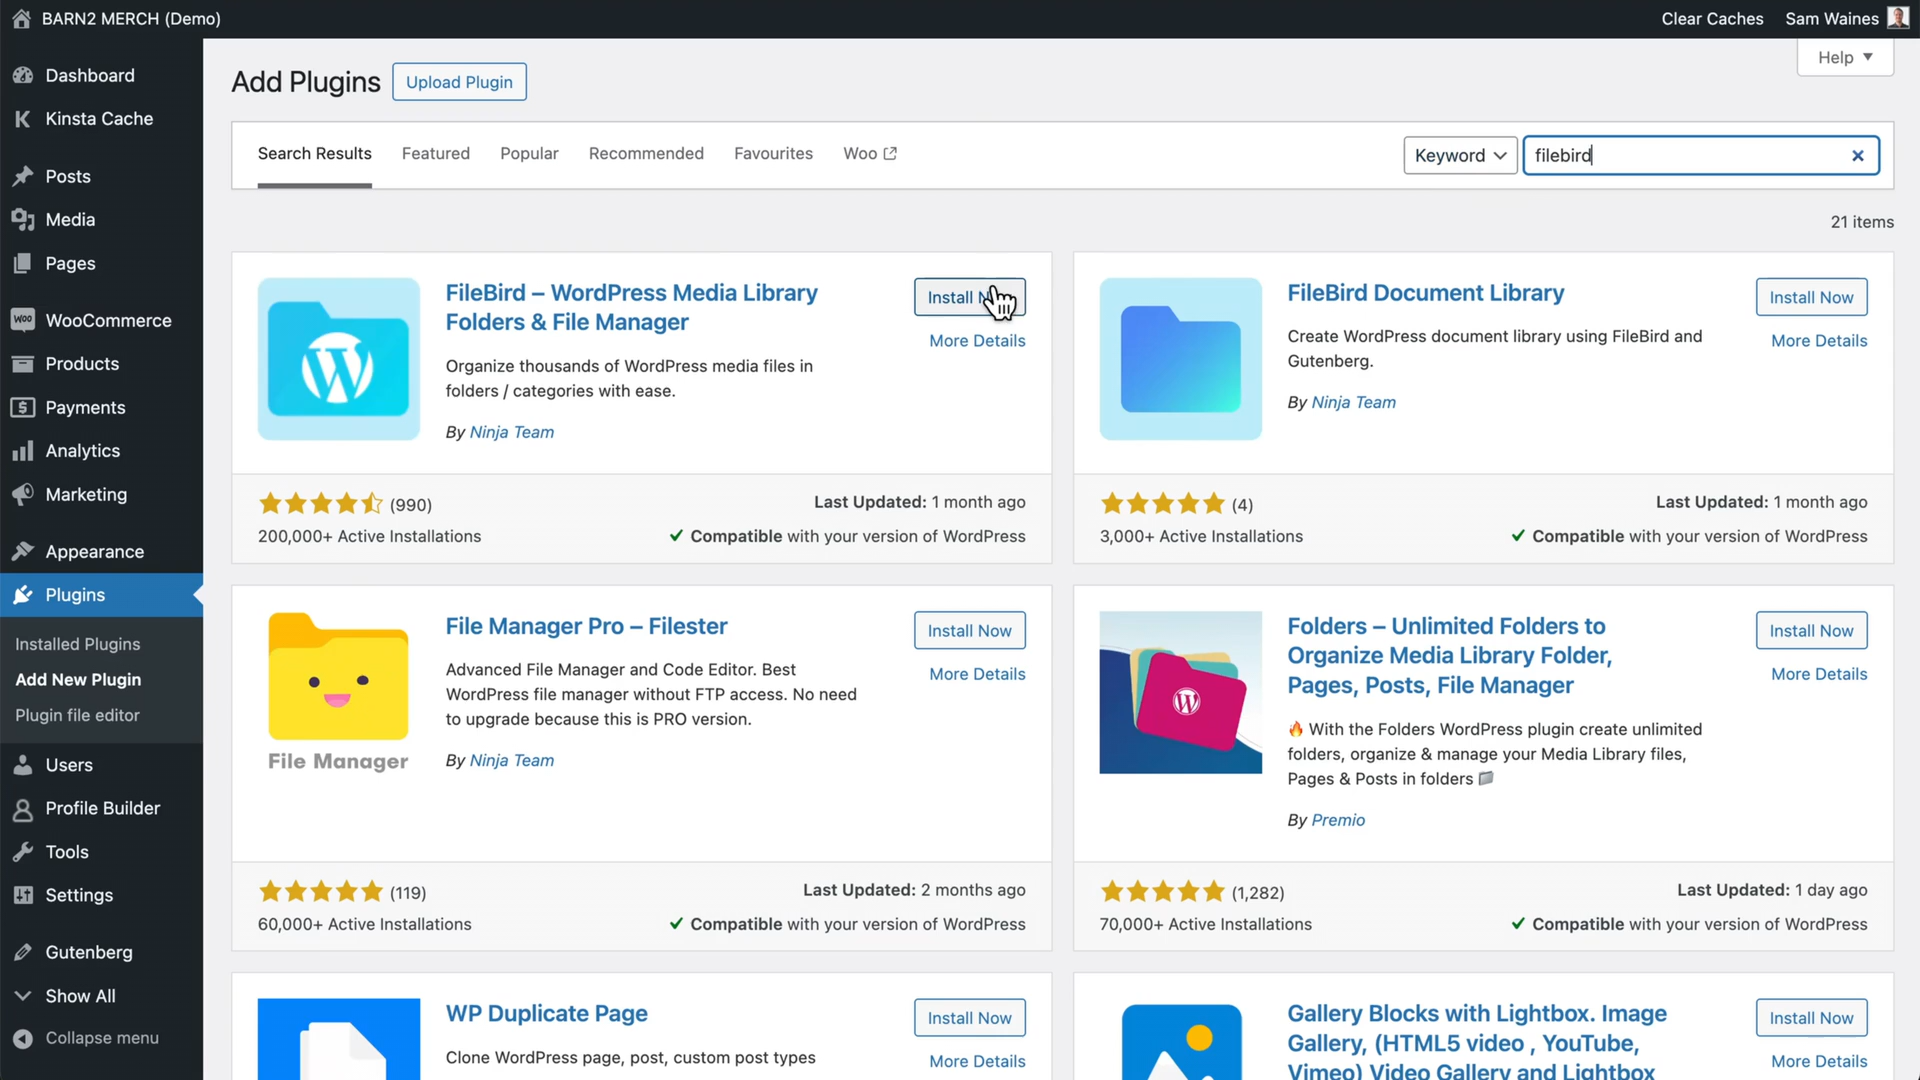 BARN2 MERCH (Demo)
Clear Caches
Sam Waines
Dashboard
Kinsta Cache
Posts
Media
Pages
WOO
WooCommerce
Products
Payments
Analytics
Marketing
Appearance
Plugins
Installed Plugins
Add New Plugin
Plugin file editor
Users
Profile Builder
Tools
Settings
Gutenberg
Show All
Collapse menu
Help
Add Plugins
Upload Plugin
Search Results
Featured
Popular
Recommended
Favourites
Woo
Keyword
filebird
21 items
FileBird – WordPress Media Library
Folders & File Manager
Install
More Details
Organize thousands of WordPress media files in
folders / categories with ease.
By Ninja Team
(990)
200,000+ Active Installations
Last Updated: 1 month ago
Compatible with your version of WordPress
FileBird Document Library
Install Now
More Details
Create WordPress document library using FileBird and
Gutenberg.
By Ninja Team
(4)
3,000+ Active Installations
Last Updated: 1 month ago
Compatible with your version of WordPress
File Manager
File Manager Pro – Filester
Install Now
More Details
Advanced File Manager and Code Editor. Best
WordPress file manager without FTP access. No need
to upgrade because this is PRO version.
By Ninja Team
(119)
60,000+ Active Installations
Last Updated: 2 months ago
Compatible with your version of WordPress
Folders – Unlimited Folders to
Organize Media Library Folder,
Pages, Posts, File Manager
Install Now
More Details
🔥 With the Folders WordPress plugin create unlimited
folders, organize & manage your Media Library files,
Pages & Posts in folders 📁
By Premio
(1,282)
70,000+ Active Installations
Last Updated: 1 day ago
Compatible with your version of WordPress
WP Duplicate Page
Install Now
More Details
Clone WordPress page, post, custom post types
Gallery Blocks with Lightbox. Image
Gallery, (HTML5 video , YouTube,
Vimeo) Video Gallery and Lightbox
Install Now
More Details